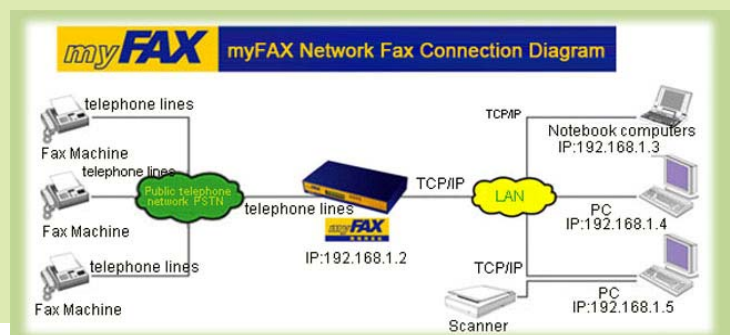 myFAX myFAX Network Fax Connection Diagram
telephone lines
Fax Machine
telephone lines
Fax Machine
telephone lines
Fax Machine
Public telephone
network PSTN
telephone lines
myFAX
IP:192.168.1.2
TCP/IP
LAN
TCP/IP
Notebook computers
IP:192.168.1.3
PC
IP:192.168.1.4
TCP/IP
PC
IP:192.168.1.5
Scanner